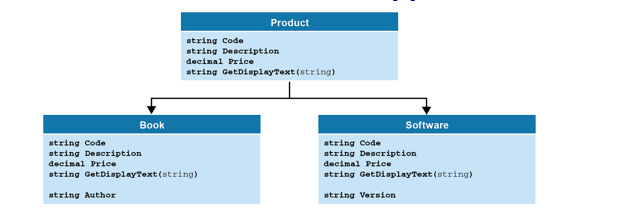 Product
string Code
string Description
decimal Price
string GetDisplayText(string)
Book
string Code
string Description
decimal Price
string GetDisplayText(string)
string Author
Software
string Code
string Description
decimal Price
string GetDisplayText(string)
string Version